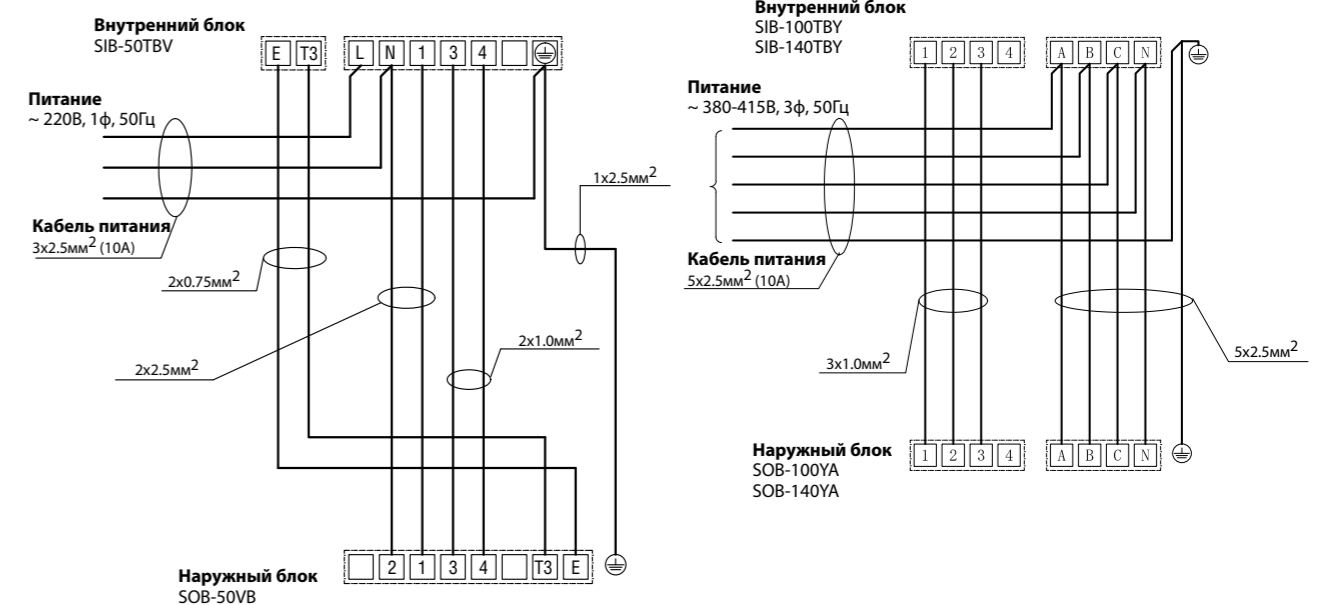 Внутренний блок
SIB-50TBV
E T3 L N 1 3 4
Питание
~ 220В, 1ф, 50Гц
Кабель питания
3x2.5мм2 (10А)
2x0.75мм2
2x2.5мм2
2x1.0мм2
1x2.5мм2
2 1 3 4 T3 E
Наружный блок
SOB-50VB
Внутренний блок
SIB-100TBY
SIB-140TBY
1 2 3 4 A B C N
Питание
~ 380-415В, 3ф, 50Гц
Кабель питания
5x2.5мм2 (10А)
3x1.0мм2
5x2.5мм2
Наружный блок
SOB-100YA
SOB-140YA
1 2 3 4 A B C N